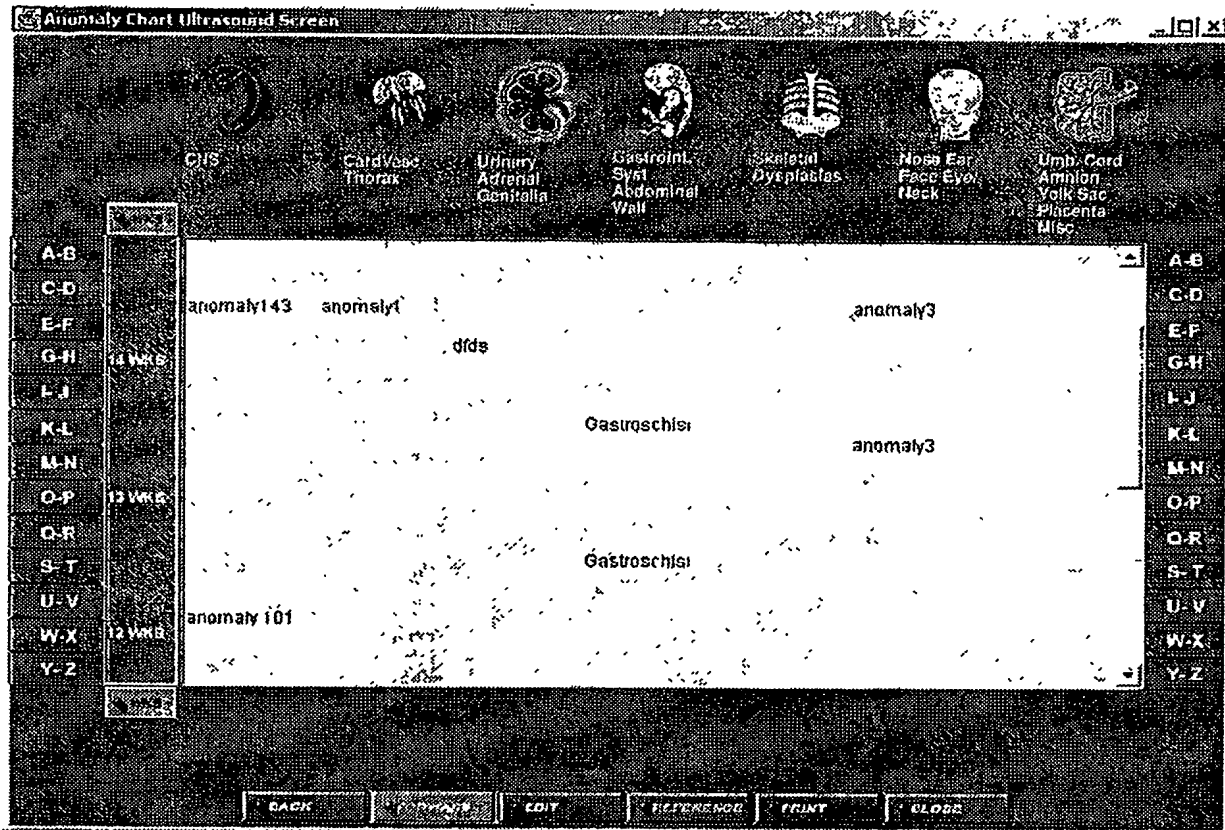 Anomaly Chart Ultrasound Screen
CNS
CardVasc
Thorax
Urinary
Adrenal
Genitalia
Gastroint.
Syst
Abdominal
Wall
Skeletal
Dysplasias
Nose Ear
Face Eye
Neck
Umb. Cord
Amnion
Yolk Sac
Placenta
Misc.
A-B
C-D
E-F
G-H
I-J
K-L
M-N
O-P
Q-R
S-T
U-V
W-X
Y-Z
14 WKS
13 WKS
12 WKS
anomaly143
anomaly1
anomaly3
dfds
Gastroschisi
anomaly3
Gastroschisi
anomaly 101
A-B
C-D
E-F
G-H
I-J
K-L
M-N
O-P
Q-R
S-T
U-V
W-X
Y-Z
BACK
FORWARD
EDIT
REFERENCE
PRINT
CLOSE